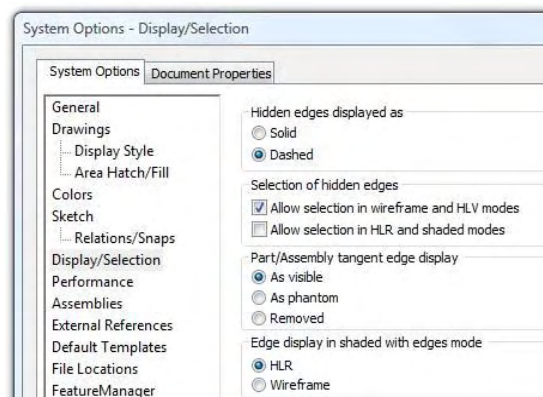 System Options - Display/Selection
System Options
Document Properties
General
Drawings
Display Style
Area Hatch/Fill
Colors
Sketch
Relations/Snaps
Display/Selection
Performance
Assemblies
External References
Default Templates
File Locations
FeatureManager
Hidden edges displayed as
Solid
Dashed
Selection of hidden edges
Allow selection in wireframe and HLV modes
Allow selection in HLR and shaded modes
Part/Assembly tangent edge display
As visible
As phantom
Removed
Edge display in shaded with edges mode
HLR
Wireframe